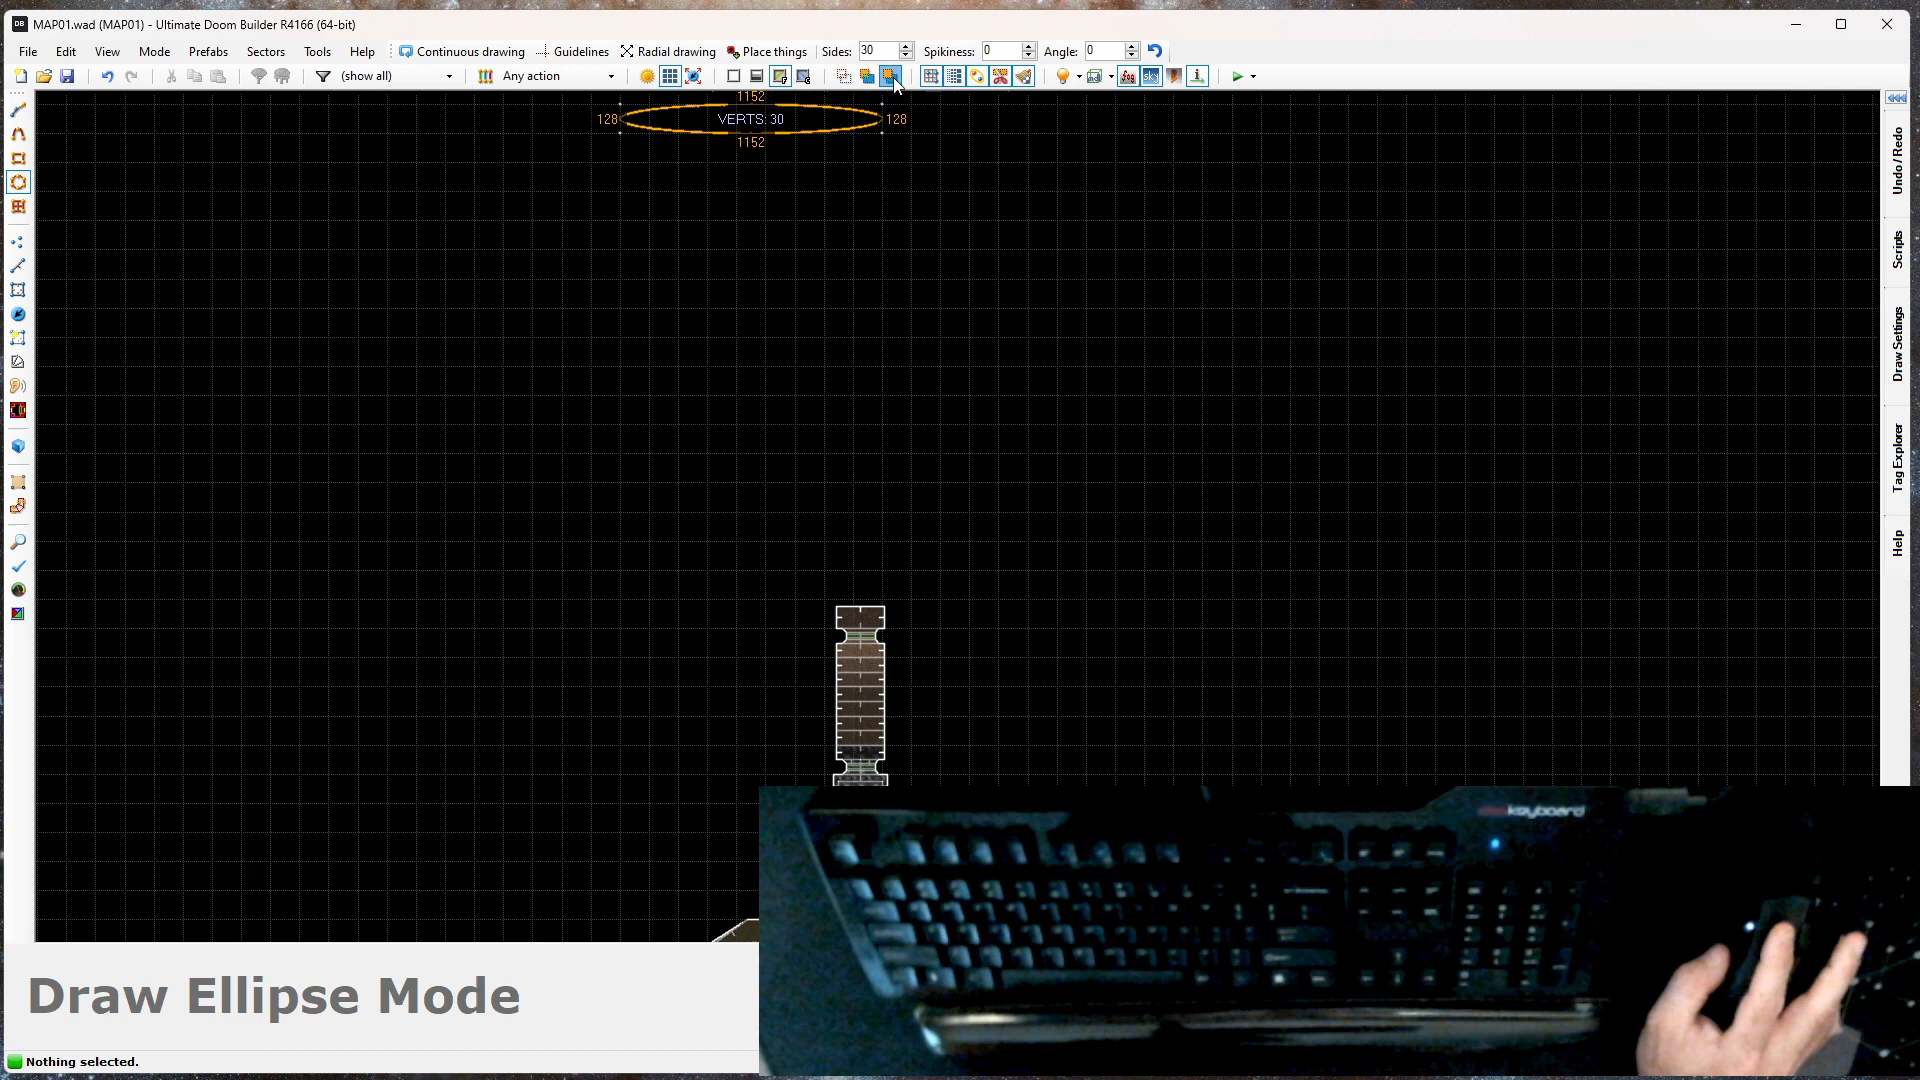 MAP01.wad (MAP01) - Ultimate Doom Builder R4166 (64-bit)
File Edit View Mode Prefabs Sectors Tools Help Continuous drawing Guidelines Radial drawing Place things Sides: 30 Spikiness: 0 Angle: 0
(show all) Any action
1152
128 VERTS: 30 128
1152
Undo / Redo
Scripts
Draw Settings
Tag Explorer
Help
keyboard
Draw Ellipse Mode
Nothing selected.